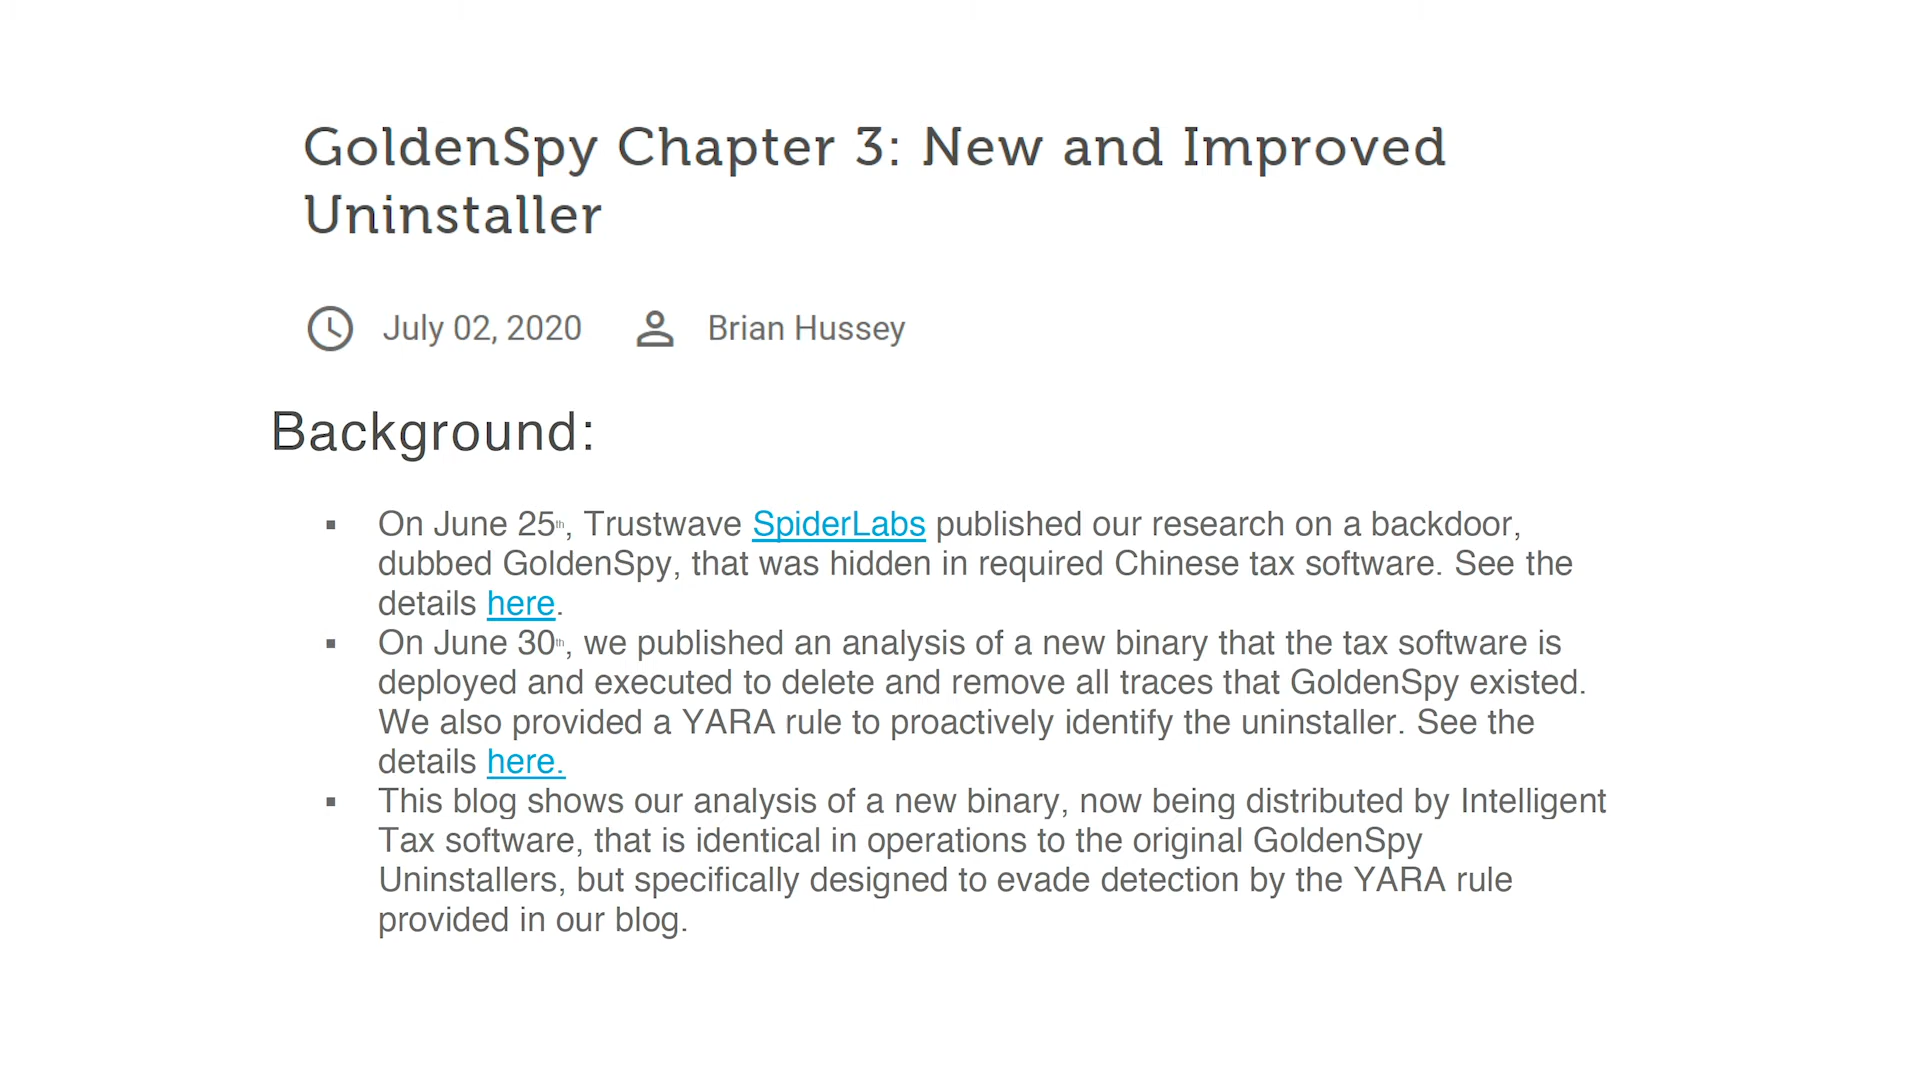 GoldenSpy Chapter 3: New and Improved
Uninstaller
July 02, 2020 Brian Hussey
Background:
▪ On June 25th, Trustwave SpiderLabs published our research on a backdoor,
dubbed GoldenSpy, that was hidden in required Chinese tax software. See the
details here.
▪ On June 30th, we published an analysis of a new binary that the tax software is
deployed and executed to delete and remove all traces that GoldenSpy existed.
We also provided a YARA rule to proactively identify the uninstaller. See the
details here.
▪ This blog shows our analysis of a new binary, now being distributed by Intelligent
Tax software, that is identical in operations to the original GoldenSpy
Uninstallers, but specifically designed to evade detection by the YARA rule
provided in our blog.